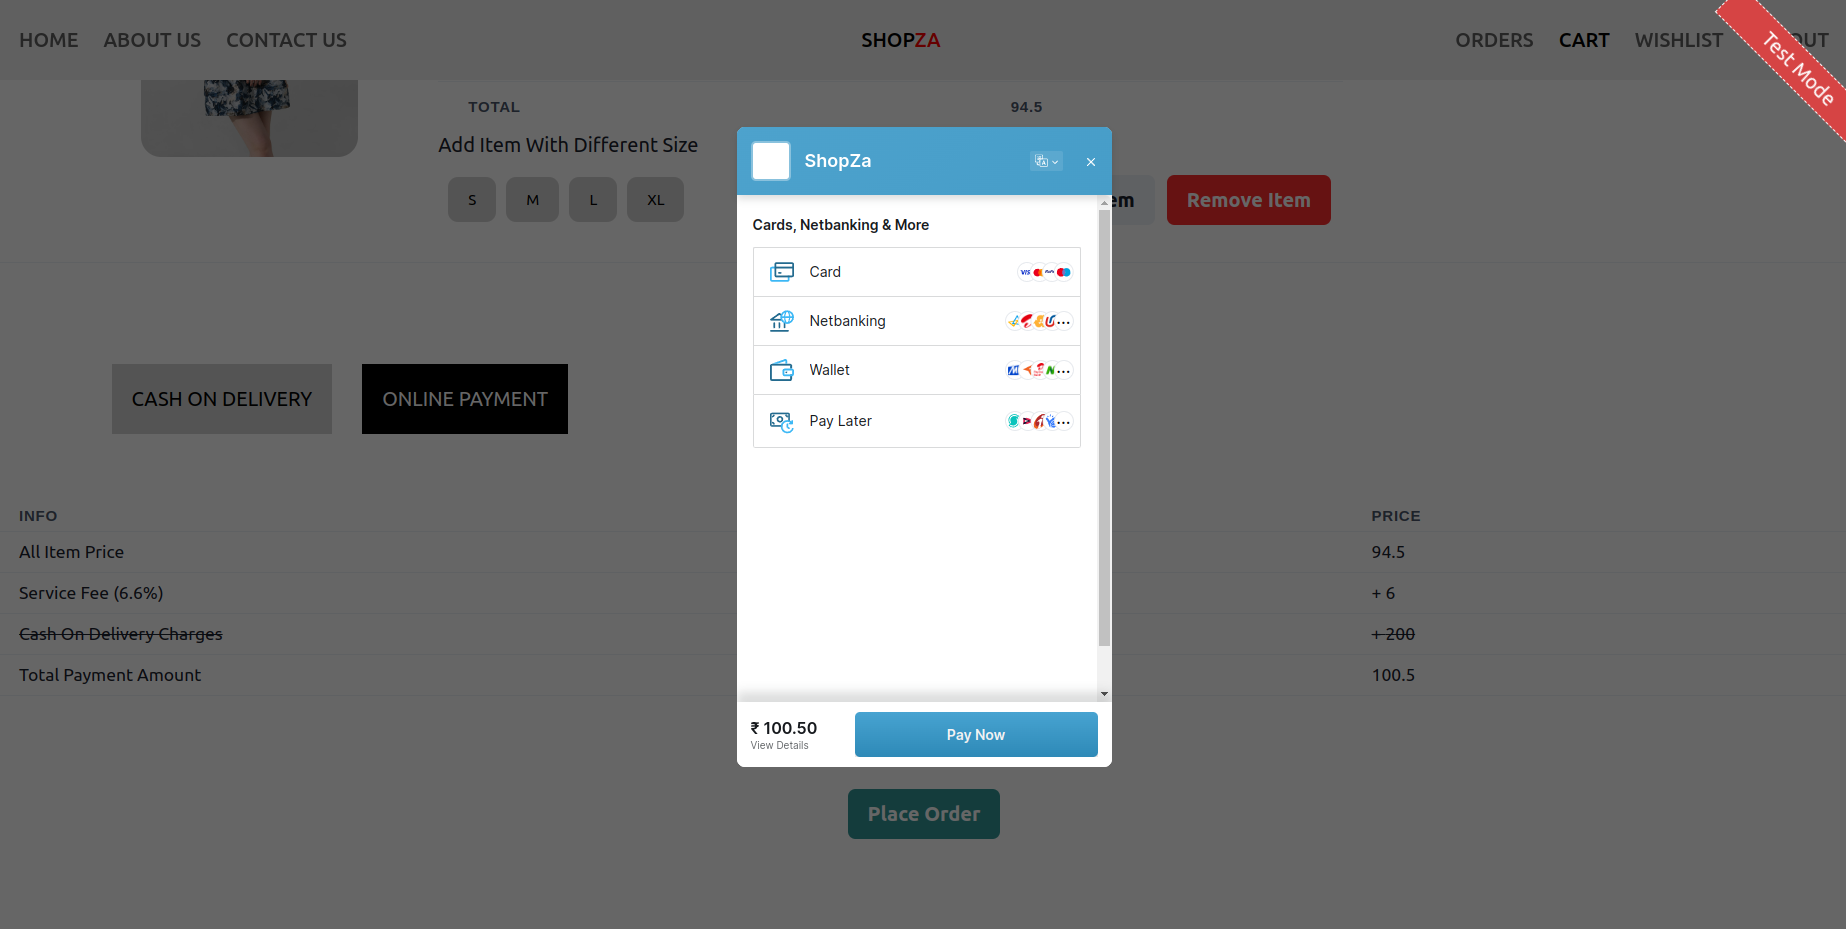 HOME ABOUT US CONTACT US SHOPZA ORDERS CART WISHLIST OUT
Test Mode
TOTAL 94.5
Add Item With Different Size
S M L XL
em Remove Item
ShopZa
Cards, Netbanking & More
Card
VIS
Netbanking
Wallet
Pay Later
CASH ON DELIVERY ONLINE PAYMENT
INFO PRICE
All Item Price 94.5
Service Fee (6.6%) + 6
Cash On Delivery Charges + 200
Total Payment Amount 100.5
₹ 100.50
View Details
Pay Now
Place Order